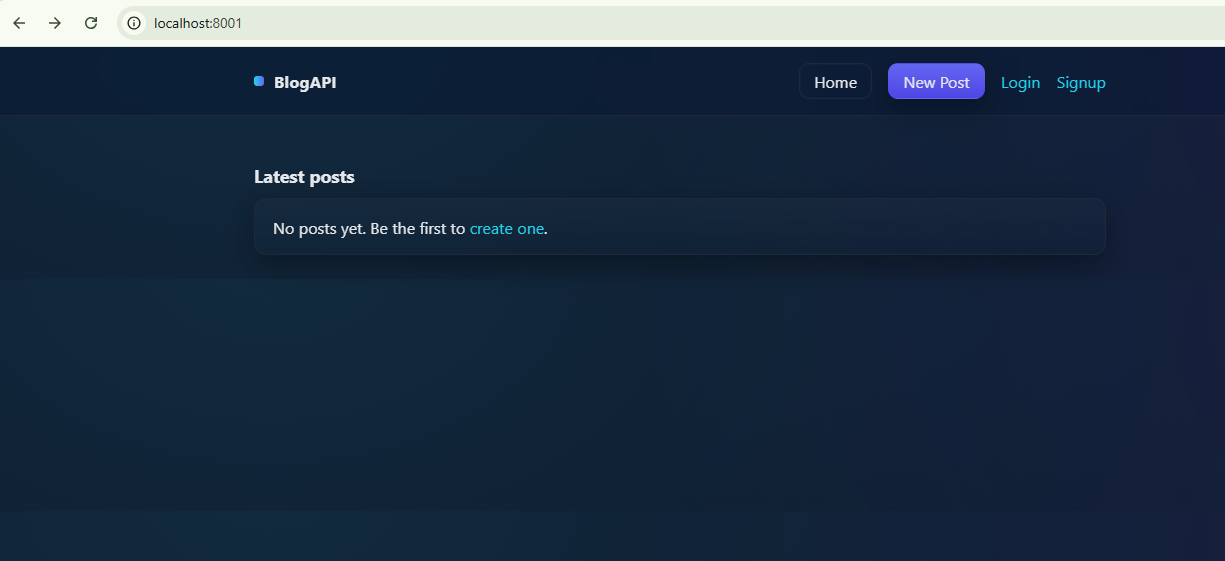 localhost:8001
BlogAPI Home New Post Login Signup
Latest posts
No posts yet. Be the first to create one.